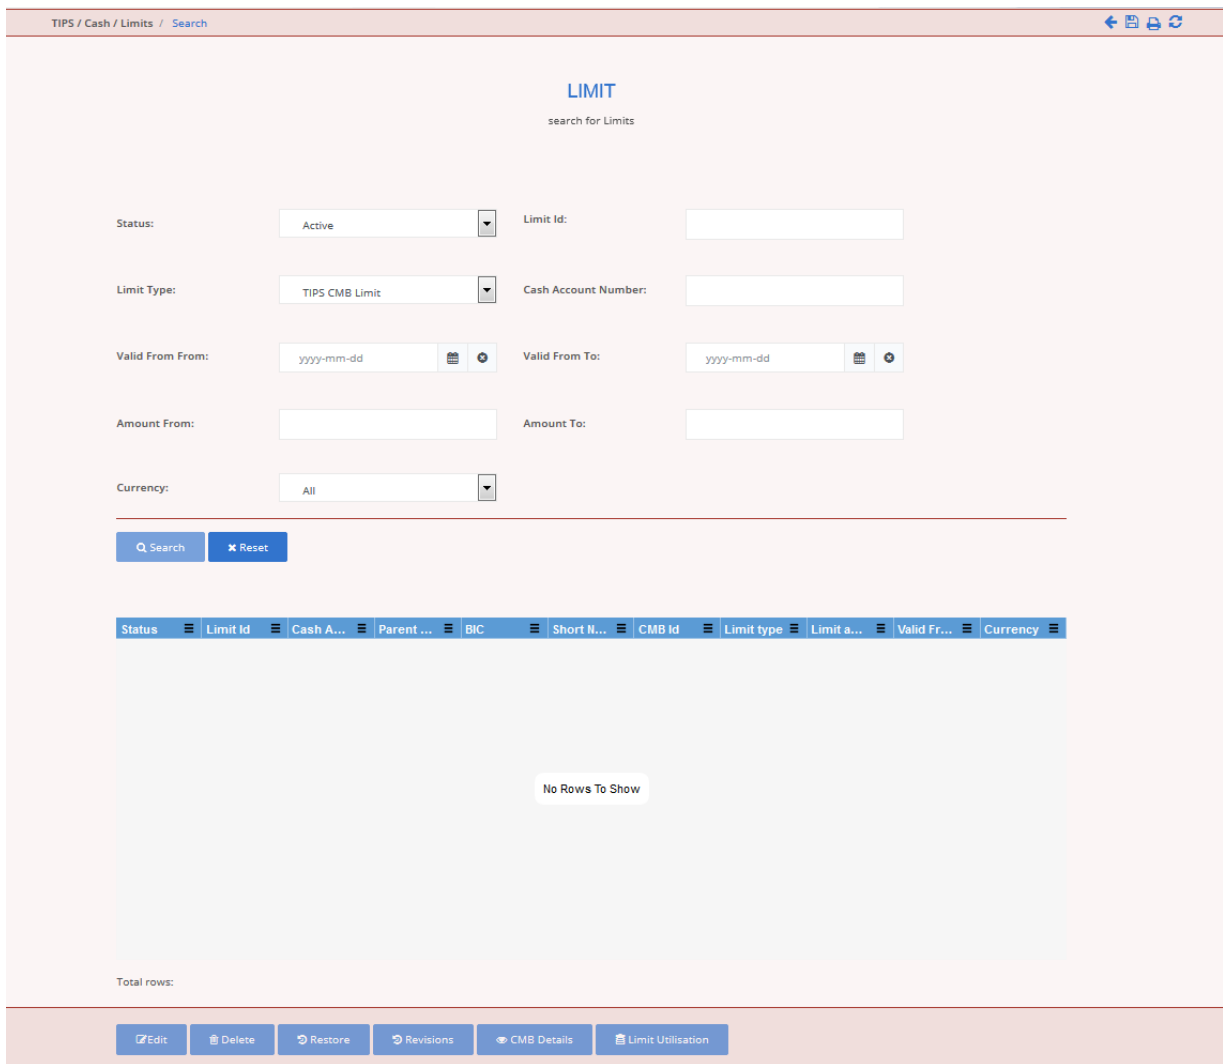 TIPS / Cash / Limits / Search
LIMIT
search for Limits
Status: Active Limit Id:
Limit Type: TIPS CMB Limit Cash Account Number:
Valid From From: yyyy-mm-dd Valid From To: yyyy-mm-dd
Amount From: Amount To:
Currency: All
Search Reset
Status Limit Id Cash A... Parent ... BIC Short N... CMB Id Limit type Limit a... Valid Fr... Currency
No Rows To Show
Total rows:
Edit Delete Restore Revisions CMB Details Limit Utilisation